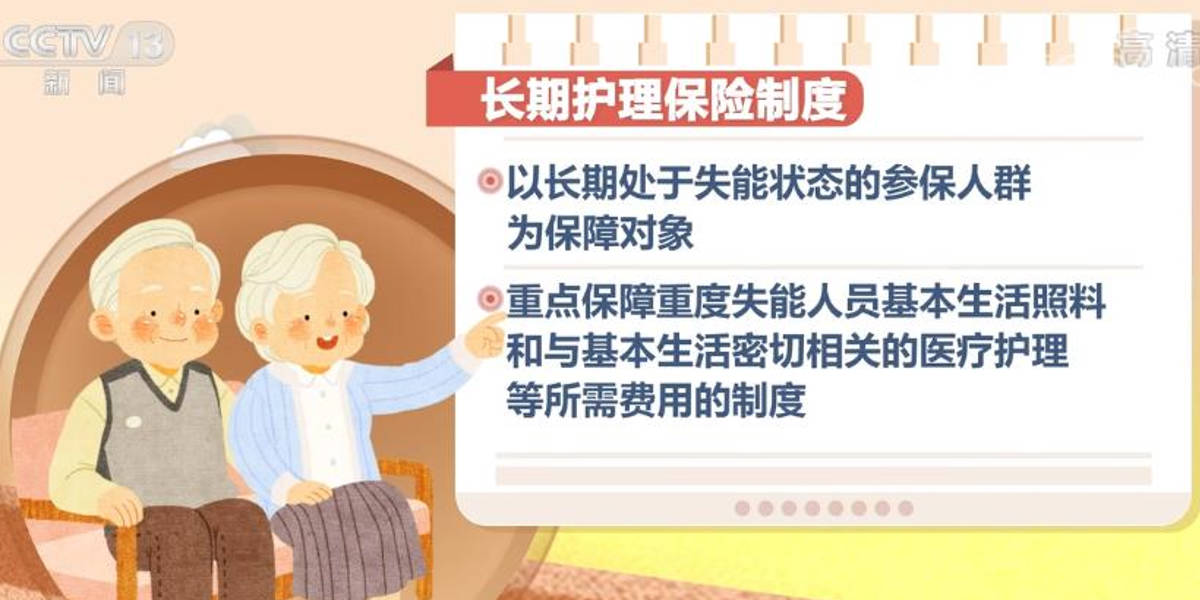 CCTV 13
新闻
高清
长期护理保险制度
以长期处于失能状态的参保人群
为保障对象
重点保障重度失能人员基本生活照料
和与基本生活密切相关的医疗护理
等所需费用的制度